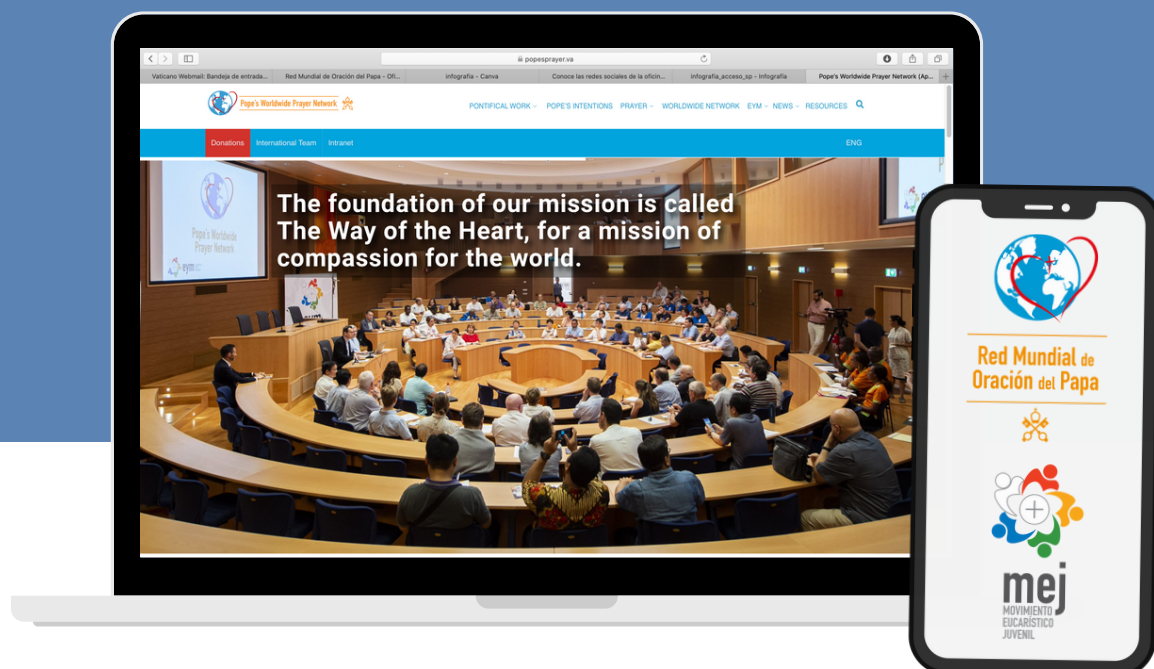 popesprayer.va
Vaticano Webmail: Bandeja de entrada... Red Mundial de Oración del Papa - Ofi... infografía - Canva Conoce las redes sociales de la oficin... infografia_acceso_sp - Infografía Pope's Worldwide Prayer Network (Ap...
Pope's Worldwide Prayer Network
PONTIFICAL WORK POPE'S INTENTIONS PRAYER WORLDWIDE NETWORK EYM NEWS RESOURCES
Donations International Team Intranet ENG
The foundation of our mission is called
The Way of the Heart, for a mission of
compassion for the world.
Pope's Worldwide
Prayer Network
eym
Red Mundial de
Oración del Papa
mej
MOVIMIENTO
EUCARÍSTICO
JUVENIL